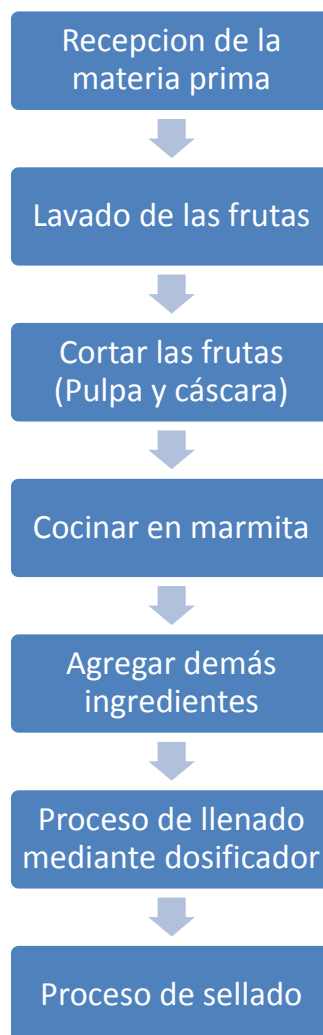 Recepcion de la
materia prima
Lavado de las frutas
Cortar las frutas
(Pulpa y cáscara)
Cocinar en marmita
Agregar demás
ingredientes
Proceso de llenado
mediante dosificador
Proceso de sellado